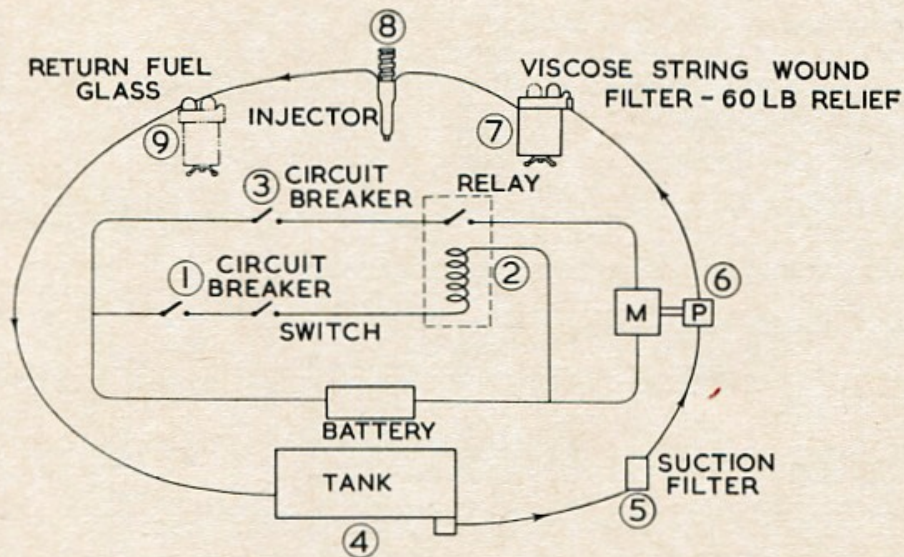 8
RETURN FUEL
GLASS
INJECTOR
VISCOSE STRING WOUND
FILTER - 60 LB RELIEF
9
7
3
CIRCUIT
BREAKER
RELAY
1
CIRCUIT
BREAKER
2
6
SWITCH
M
P
BATTERY
TANK
SUCTION
FILTER
5
4